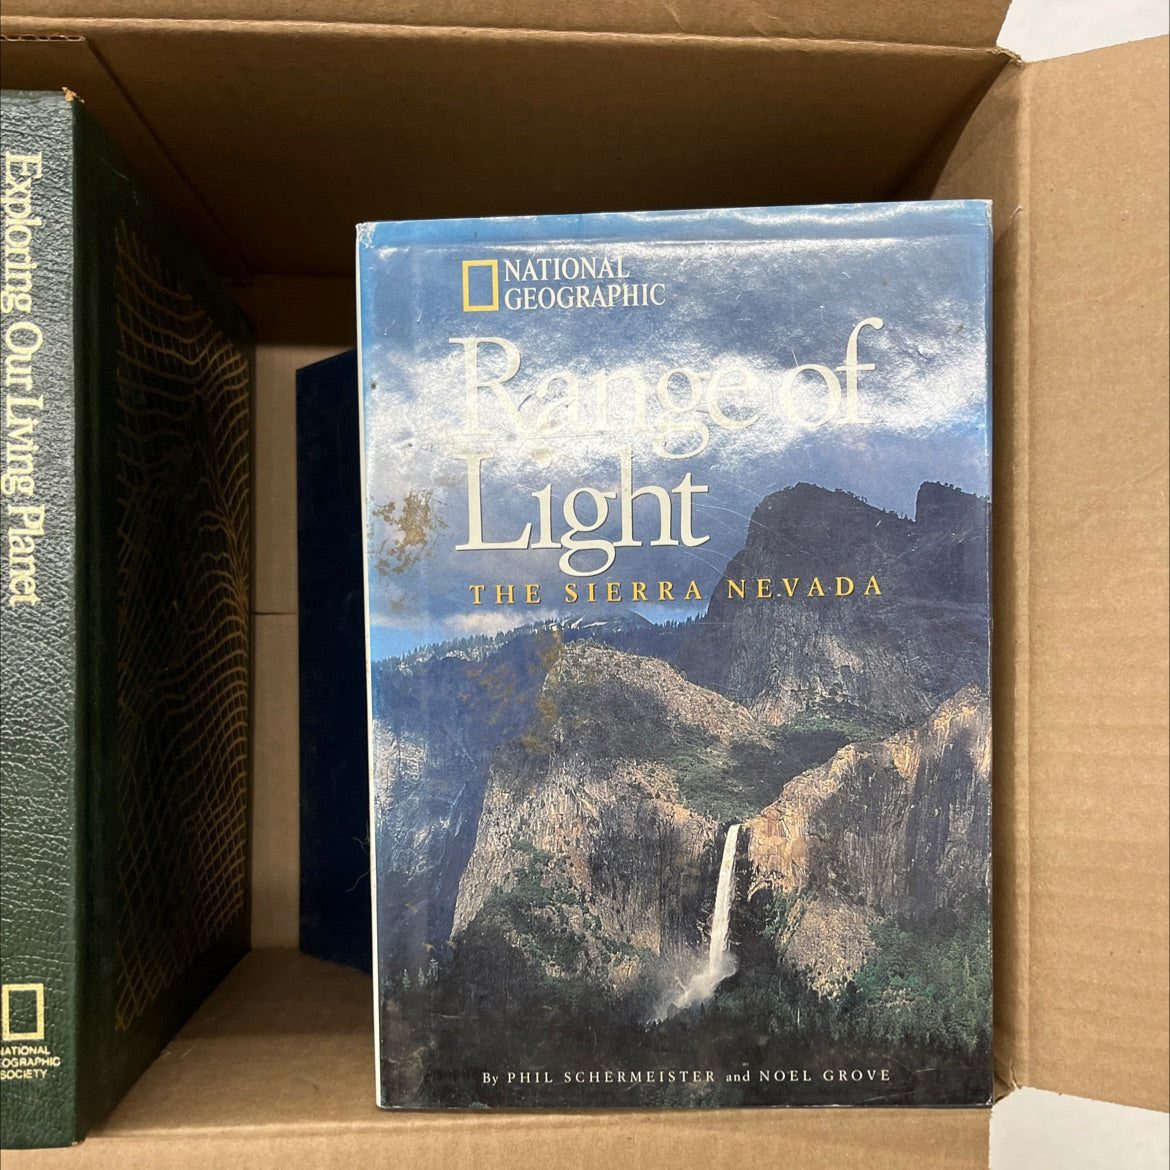 Exploring Our Living Planet
NATIONAL
GEOGRAPHIC
SOCIETY
NATIONAL
GEOGRAPHIC
Range of
Light
THE SIERRA NEVADA
By PHIL SCHERMEISTER and NOEL GROVE